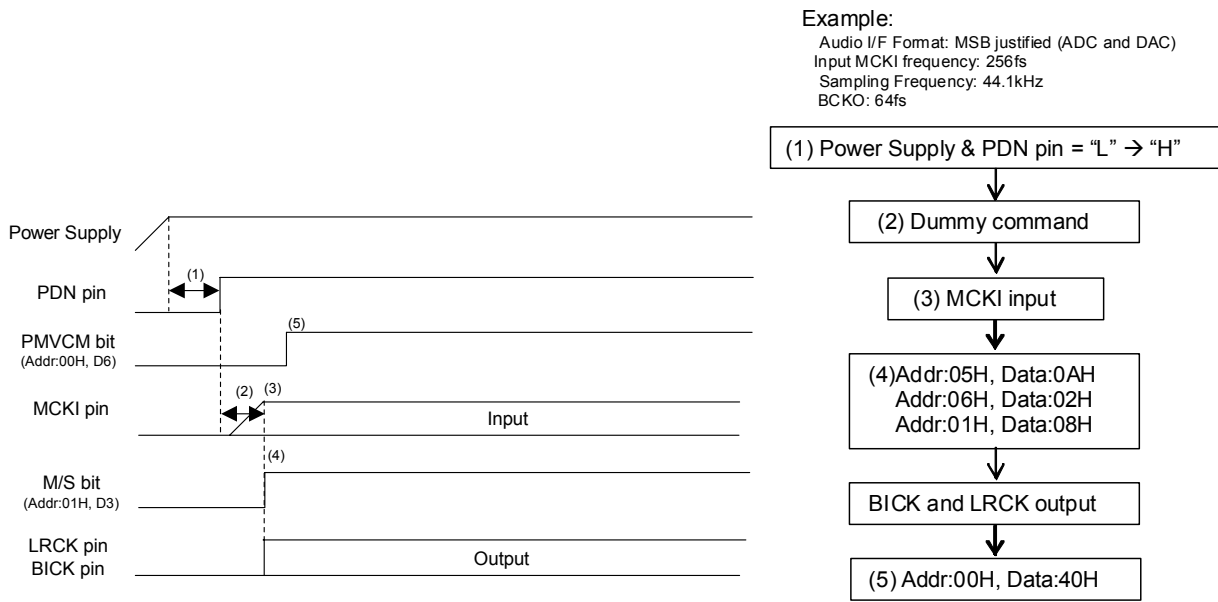 Example:
Audio I/F Format: MSB justified (ADC and DAC)
Input MCKI frequency: 256fs
Sampling Frequency: 44.1kHz
BCKO: 64fs
(1) Power Supply & PDN pin = “L” → “H”
(2) Dummy command
(3) MCKI input
(4)Addr:05H, Data:0AH
Addr:06H, Data:02H
Addr:01H, Data:08H
BICK and LRCK output
(5) Addr:00H, Data:40H
Power Supply
(1)
PDN pin
(5)
PMVCM bit
(Addr:00H, D6)
(2)
(3)
MCKI pin
Input
(4)
M/S bit
(Addr:01H, D3)
LRCK pin
BICK pin
Output